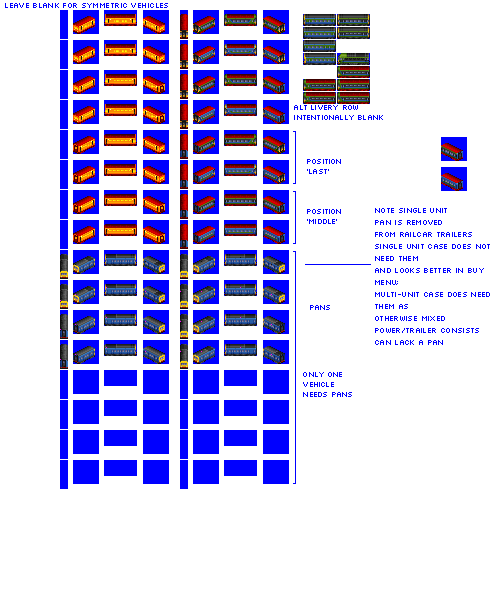 LEAVE BLANK FOR SYMMETRIC VEHICLES
ALT LIVERY ROW
INTENTIONALLY BLANK
POSITION
'LAST'
POSITION
'MIDDLE'
PANS
ONLY ONE
VEHICLE
NEEDS PANS
NOTE SINGLE UNIT
PAN IS REMOVED
FROM RAILCAR TRAILERS
SINGLE UNIT CASE DOES NOT
NEED THEM
AND LOOKS BETTER IN BUY
MENU;
MULTI-UNIT CASE DOES NEED
THEM AS
OTHERWISE MIXED
POWER/TRAILER CONSISTS
CAN LACK A PAN